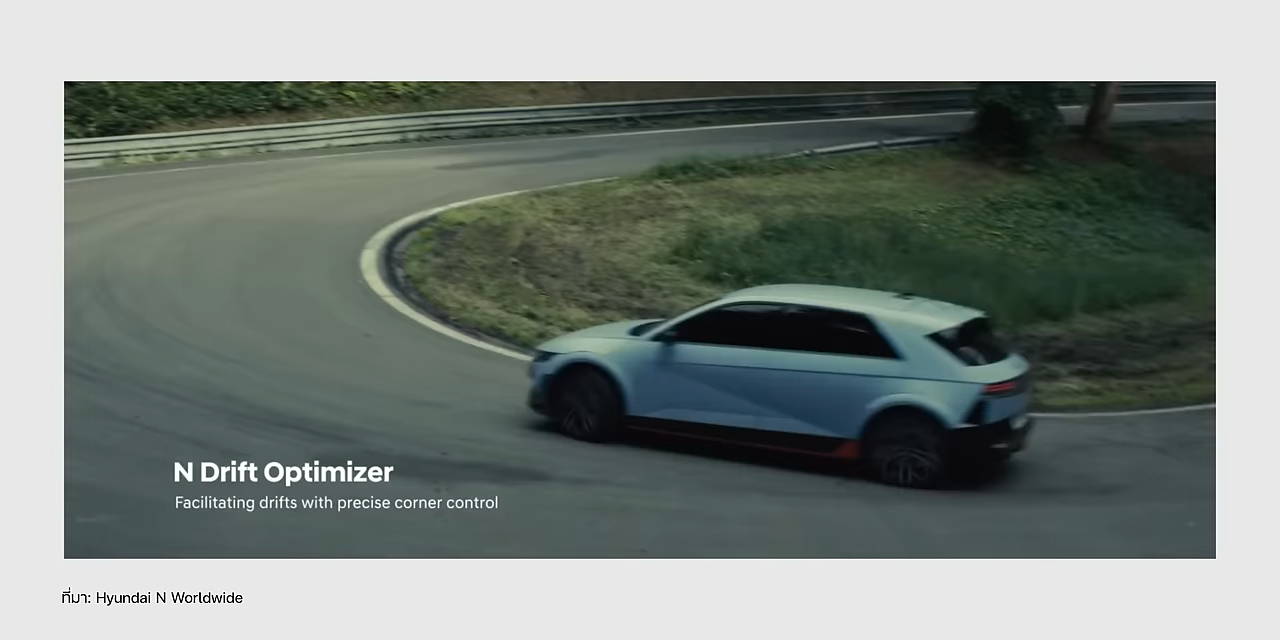 N Drift Optimizer
Facilitating drifts with precise corner control
ที่มา: Hyundai N Worldwide